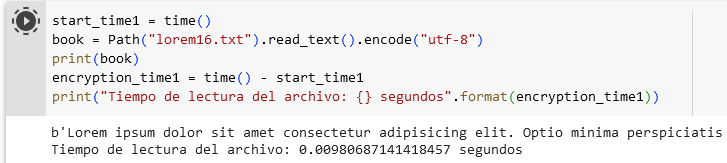 start_time1 = time()
book = Path("lorem16.txt").read_text().encode("utf-8")
print(book)
encryption_time1 = time() - start_time1
print("Tiempo de lectura del archivo: {} segundos".format(encryption_time1))
b'Lorem ipsum dolor sit amet consectetur adipisicing elit. Optio minima perspiciatis
Tiempo de lectura del archivo: 0.00980687141418457 segundos